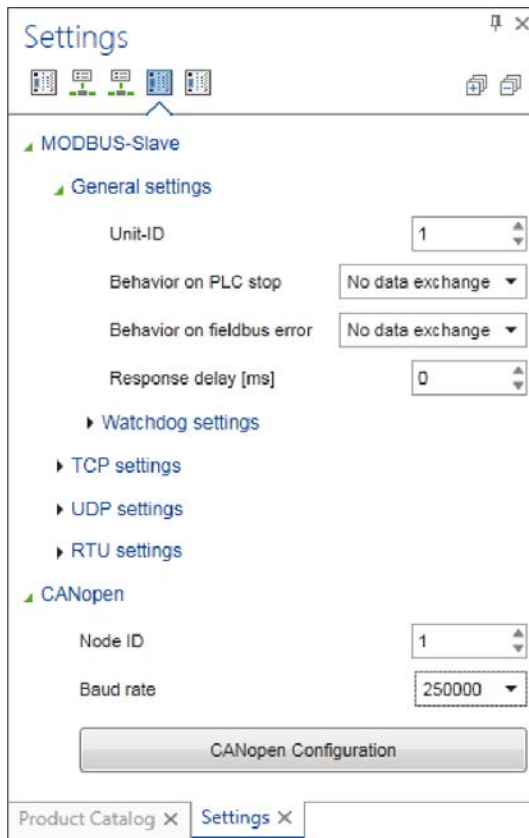 Settings
MODBUS-Slave
General settings
Unit-ID 1
Behavior on PLC stop No data exchange
Behavior on fieldbus error No data exchange
Response delay [ms] 0
Watchdog settings
TCP settings
UDP settings
RTU settings
CANopen
Node ID 1
Baud rate 250000
CANopen Configuration
Product Catalog Settings